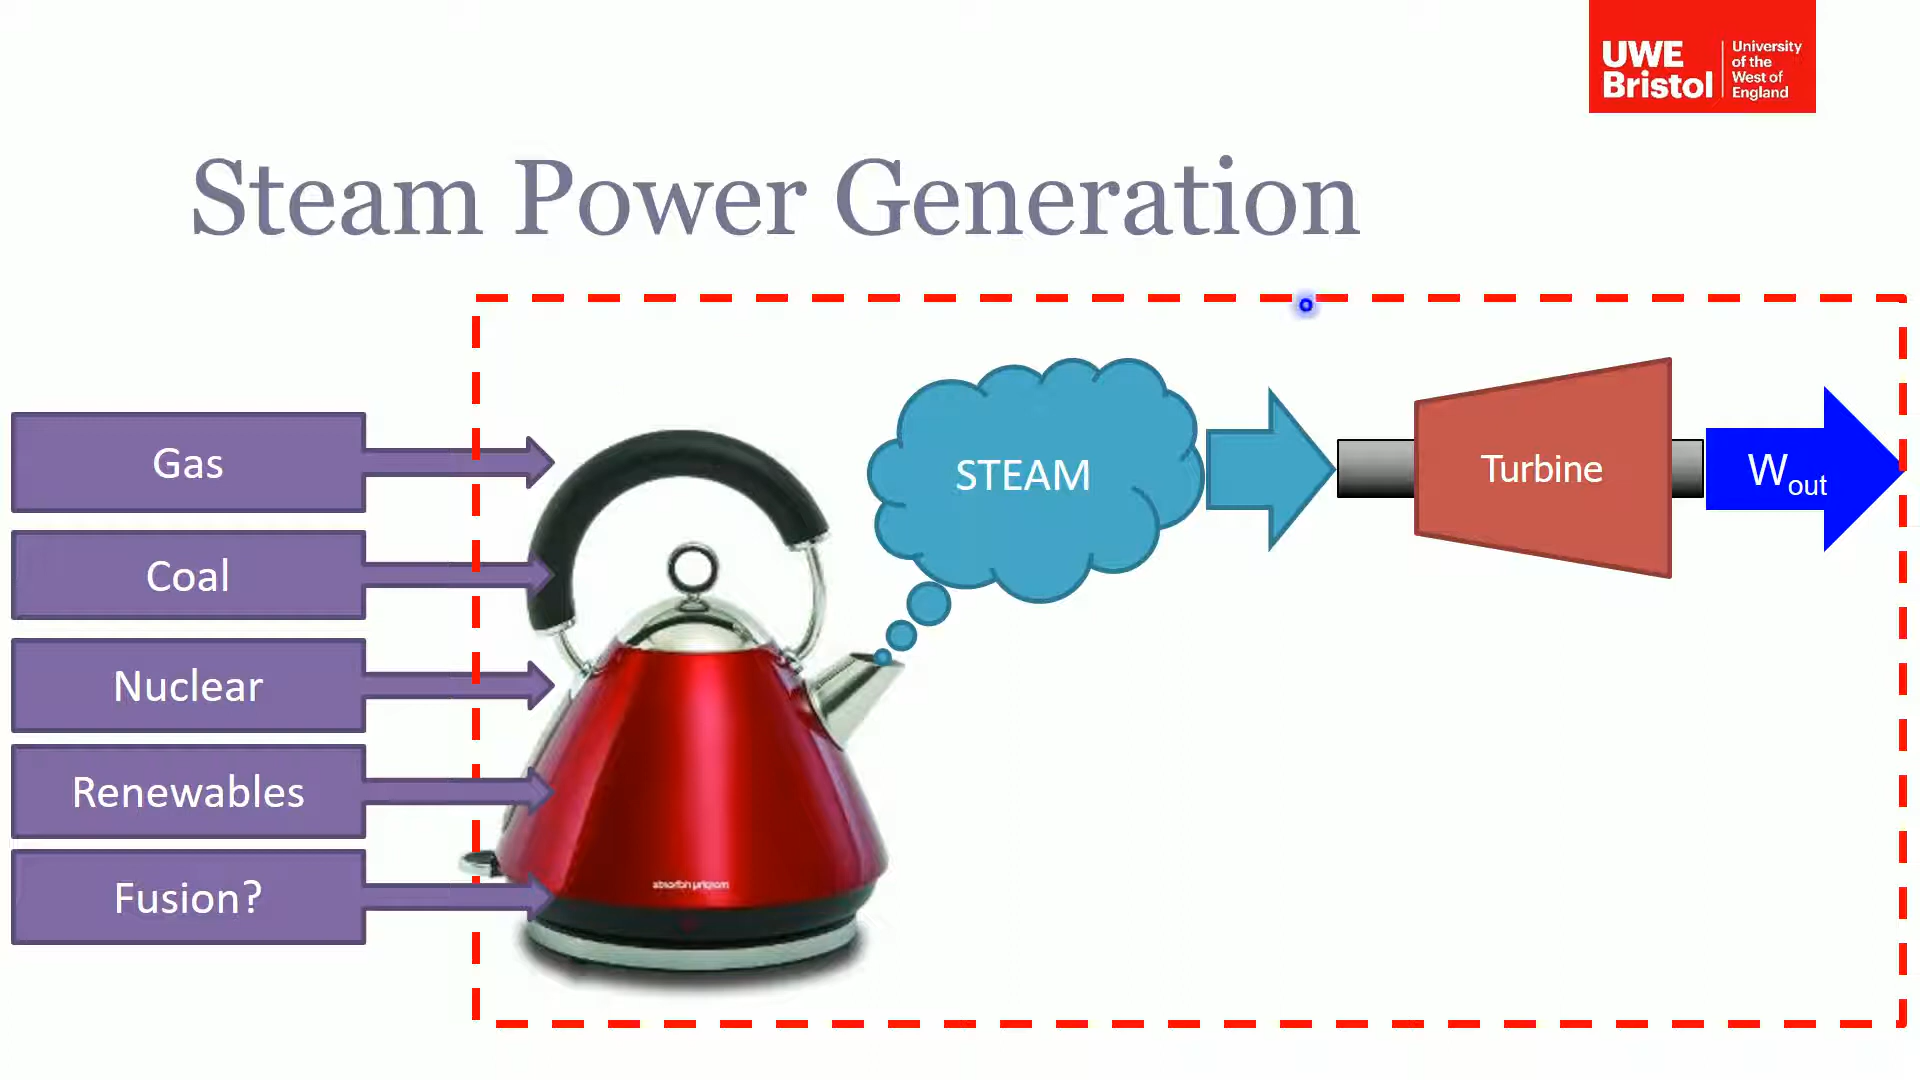 UWE
Bristol
University
of the
West of
England
Steam Power Generation
Gas
Coal
Nuclear
Renewables
Fusion?
STEAM
Turbine
Wout